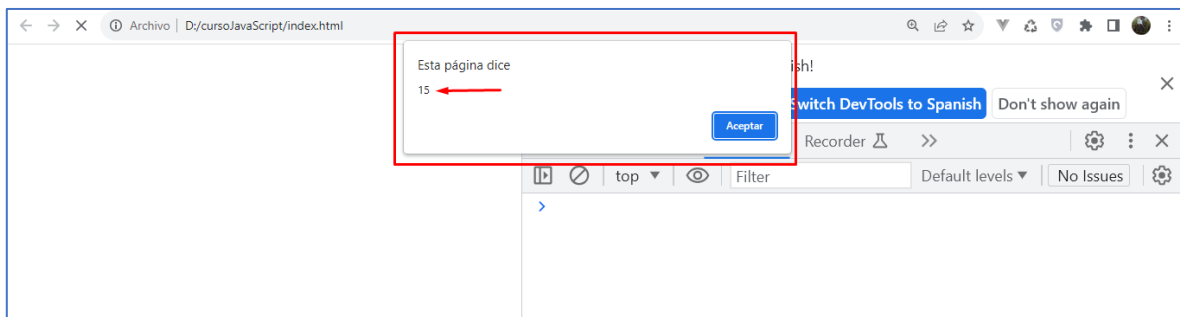 Archivo D:/cursoJavaScript/index.html
Esta página dice
15
Aceptar
ish!
Switch DevTools to Spanish Don't show again
Recorder
top Filter Default levels No Issues